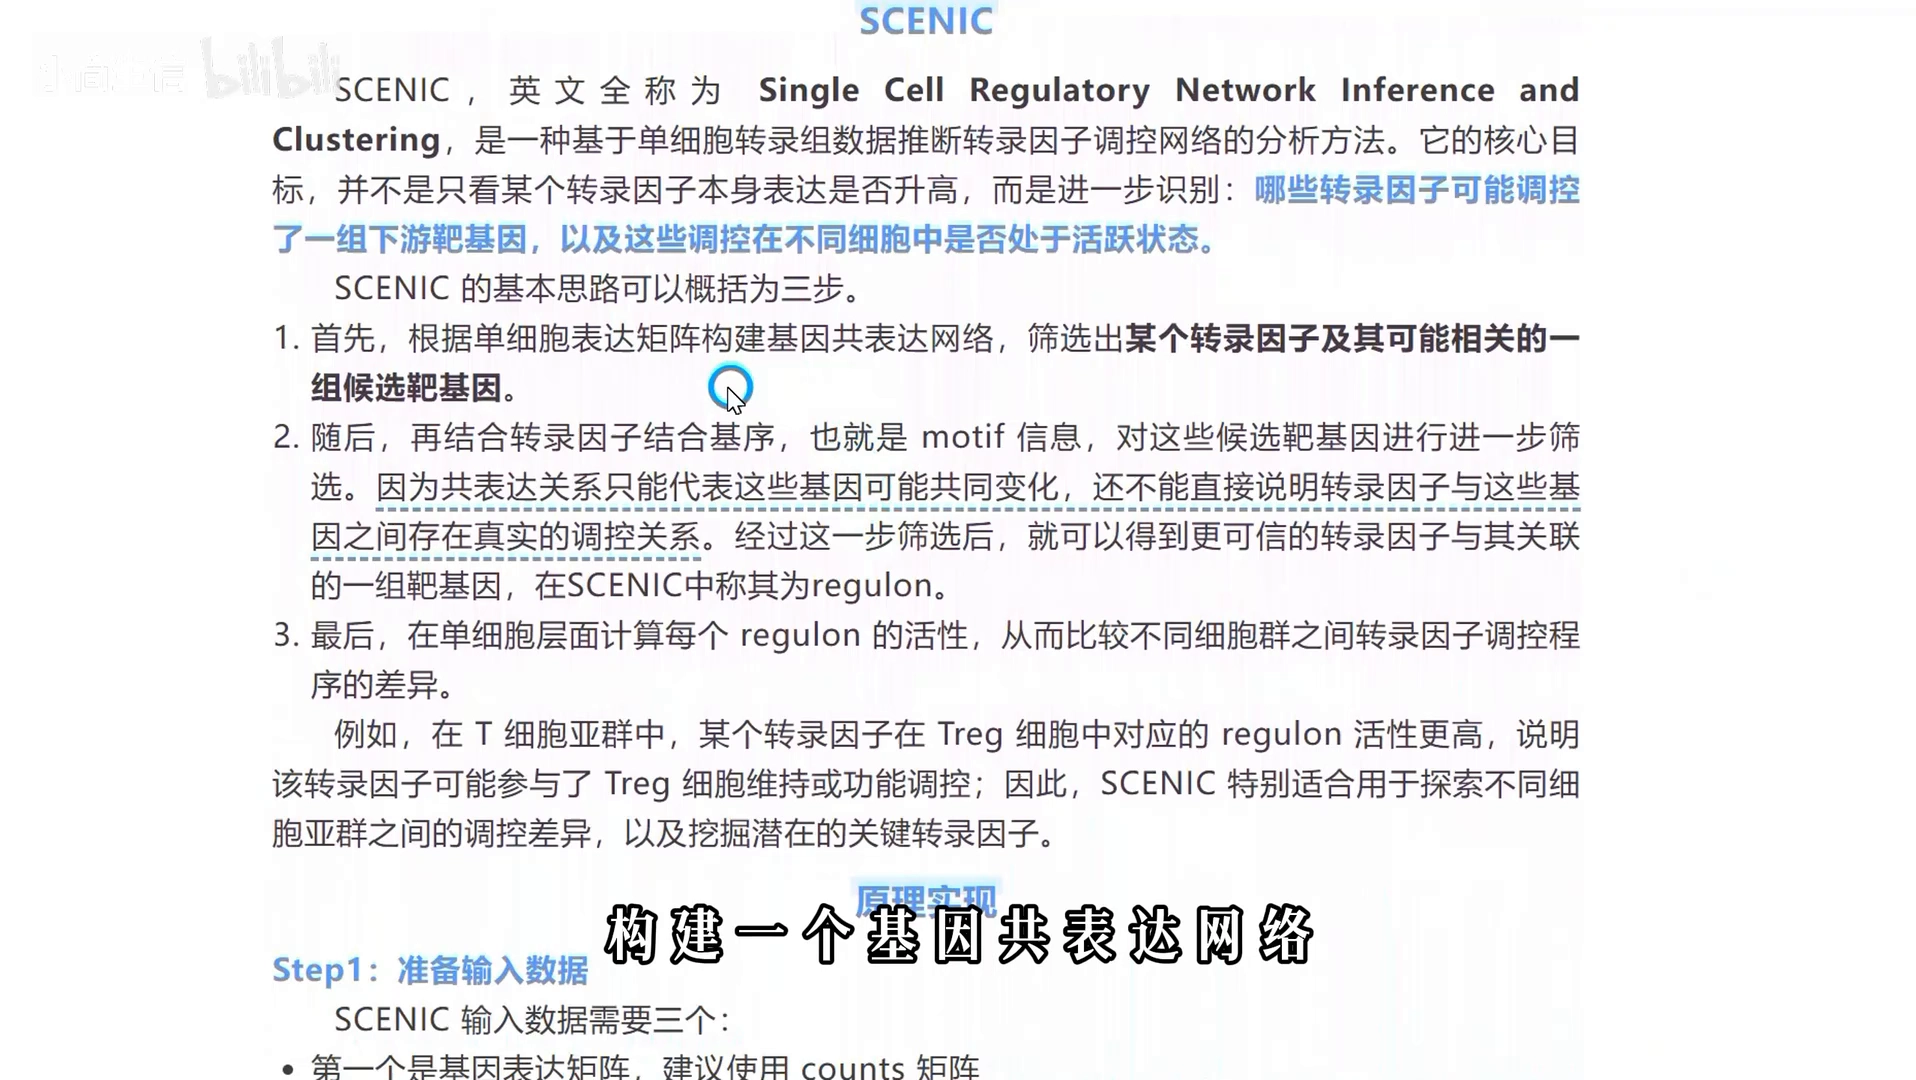 SCENIC
小尚生信 bilibili
SCENIC，英文全称为 Single Cell Regulatory Network Inference and
Clustering，是一种基于单细胞转录组数据推断转录因子调控网络的分析方法。它的核心目
标，并不是只看某个转录因子本身表达是否升高，而是进一步识别：哪些转录因子可能调控
了一组下游靶基因，以及这些调控在不同细胞中是否处于活跃状态。
SCENIC 的基本思路可以概括为三步。
1. 首先，根据单细胞表达矩阵构建基因共表达网络，筛选出某个转录因子及其可能相关的一
组候选靶基因。
2. 随后，再结合转录因子结合基序，也就是 motif 信息，对这些候选靶基因进行进一步筛
选。因为共表达关系只能代表这些基因可能共同变化，还不能直接说明转录因子与这些基
因之间存在真实的调控关系。经过这一步筛选后，就可以得到更可信的转录因子与其关联
的一组靶基因，在SCENIC中称其为regulon。
3. 最后，在单细胞层面计算每个 regulon 的活性，从而比较不同细胞群之间转录因子调控程
序的差异。
例如，在 T 细胞亚群中，某个转录因子在 Treg 细胞中对应的 regulon 活性更高，说明
该转录因子可能参与了 Treg 细胞维持或功能调控；因此，SCENIC 特别适合用于探索不同细
胞亚群之间的调控差异，以及挖掘潜在的关键转录因子。
原理实现
构建一个基因共表达网络
Step1：准备输入数据
SCENIC 输入数据需要三个：
• 第一个是基因表达矩阵，建议使用 counts 矩阵